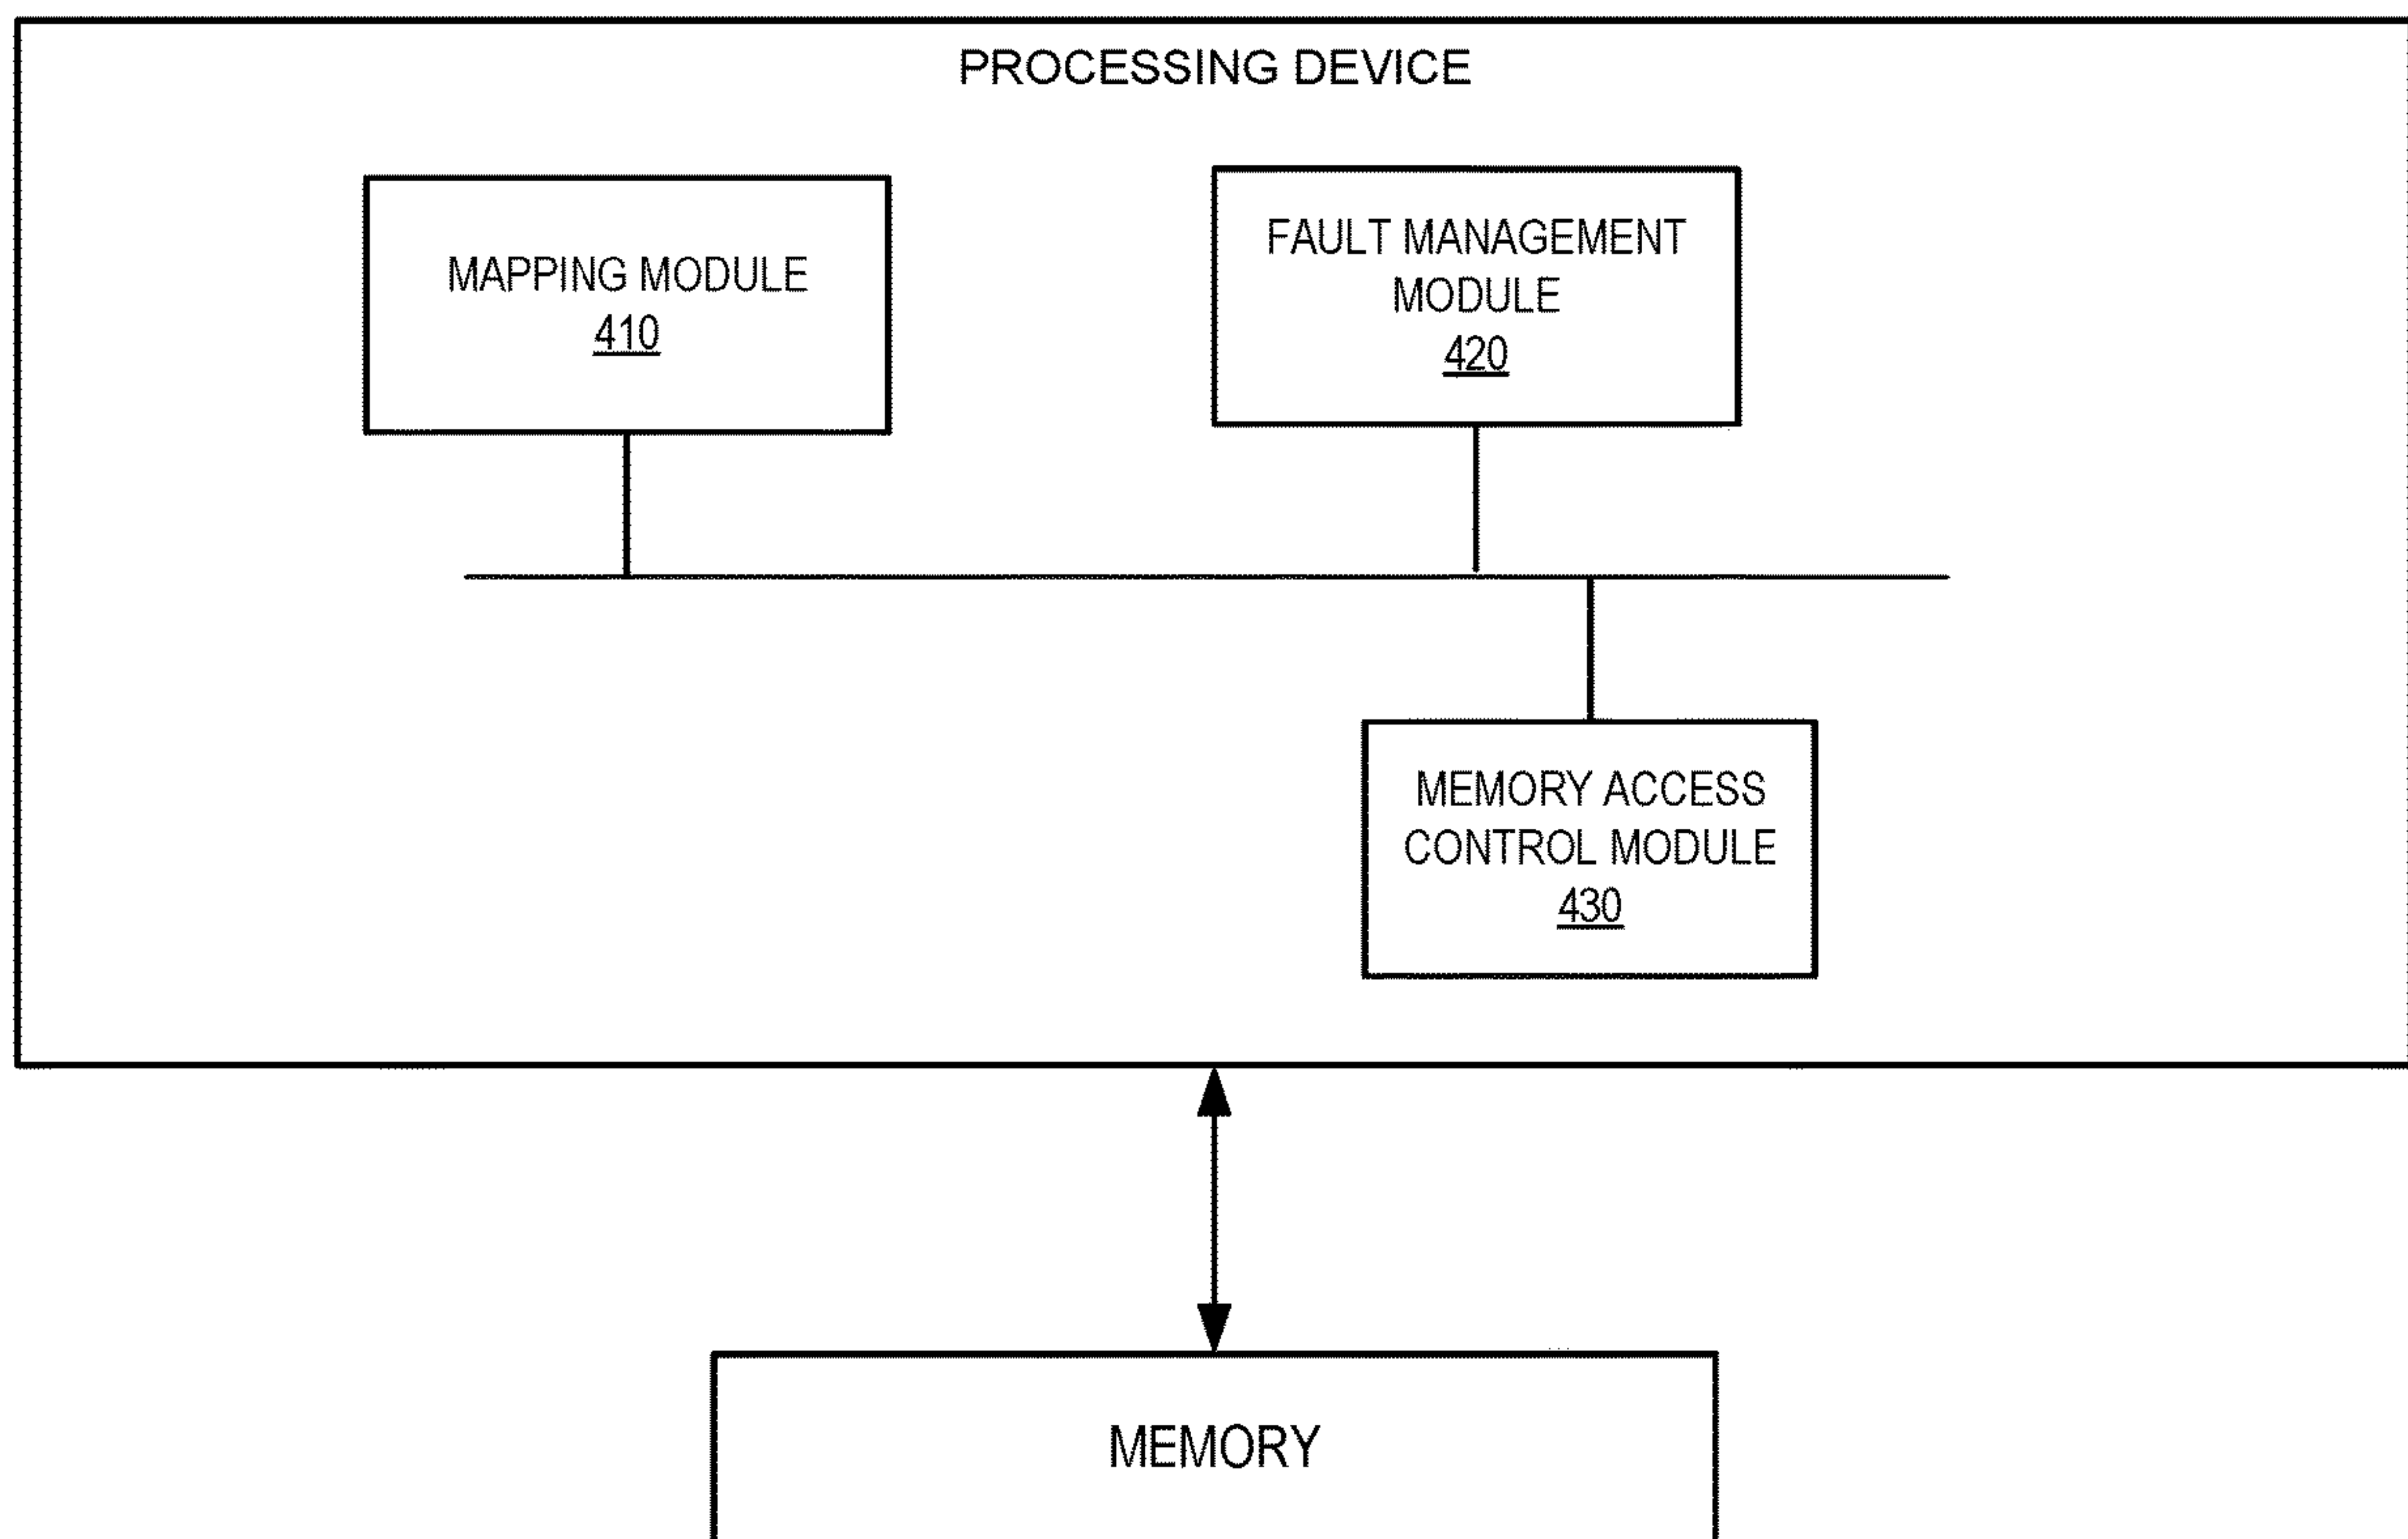 PROCESSING DEVICE
MAPPING MODULE
410
FAULT MANAGEMENT
MODULE
420
MEMORY ACCESS
CONTROL MODULE
430
MEMORY